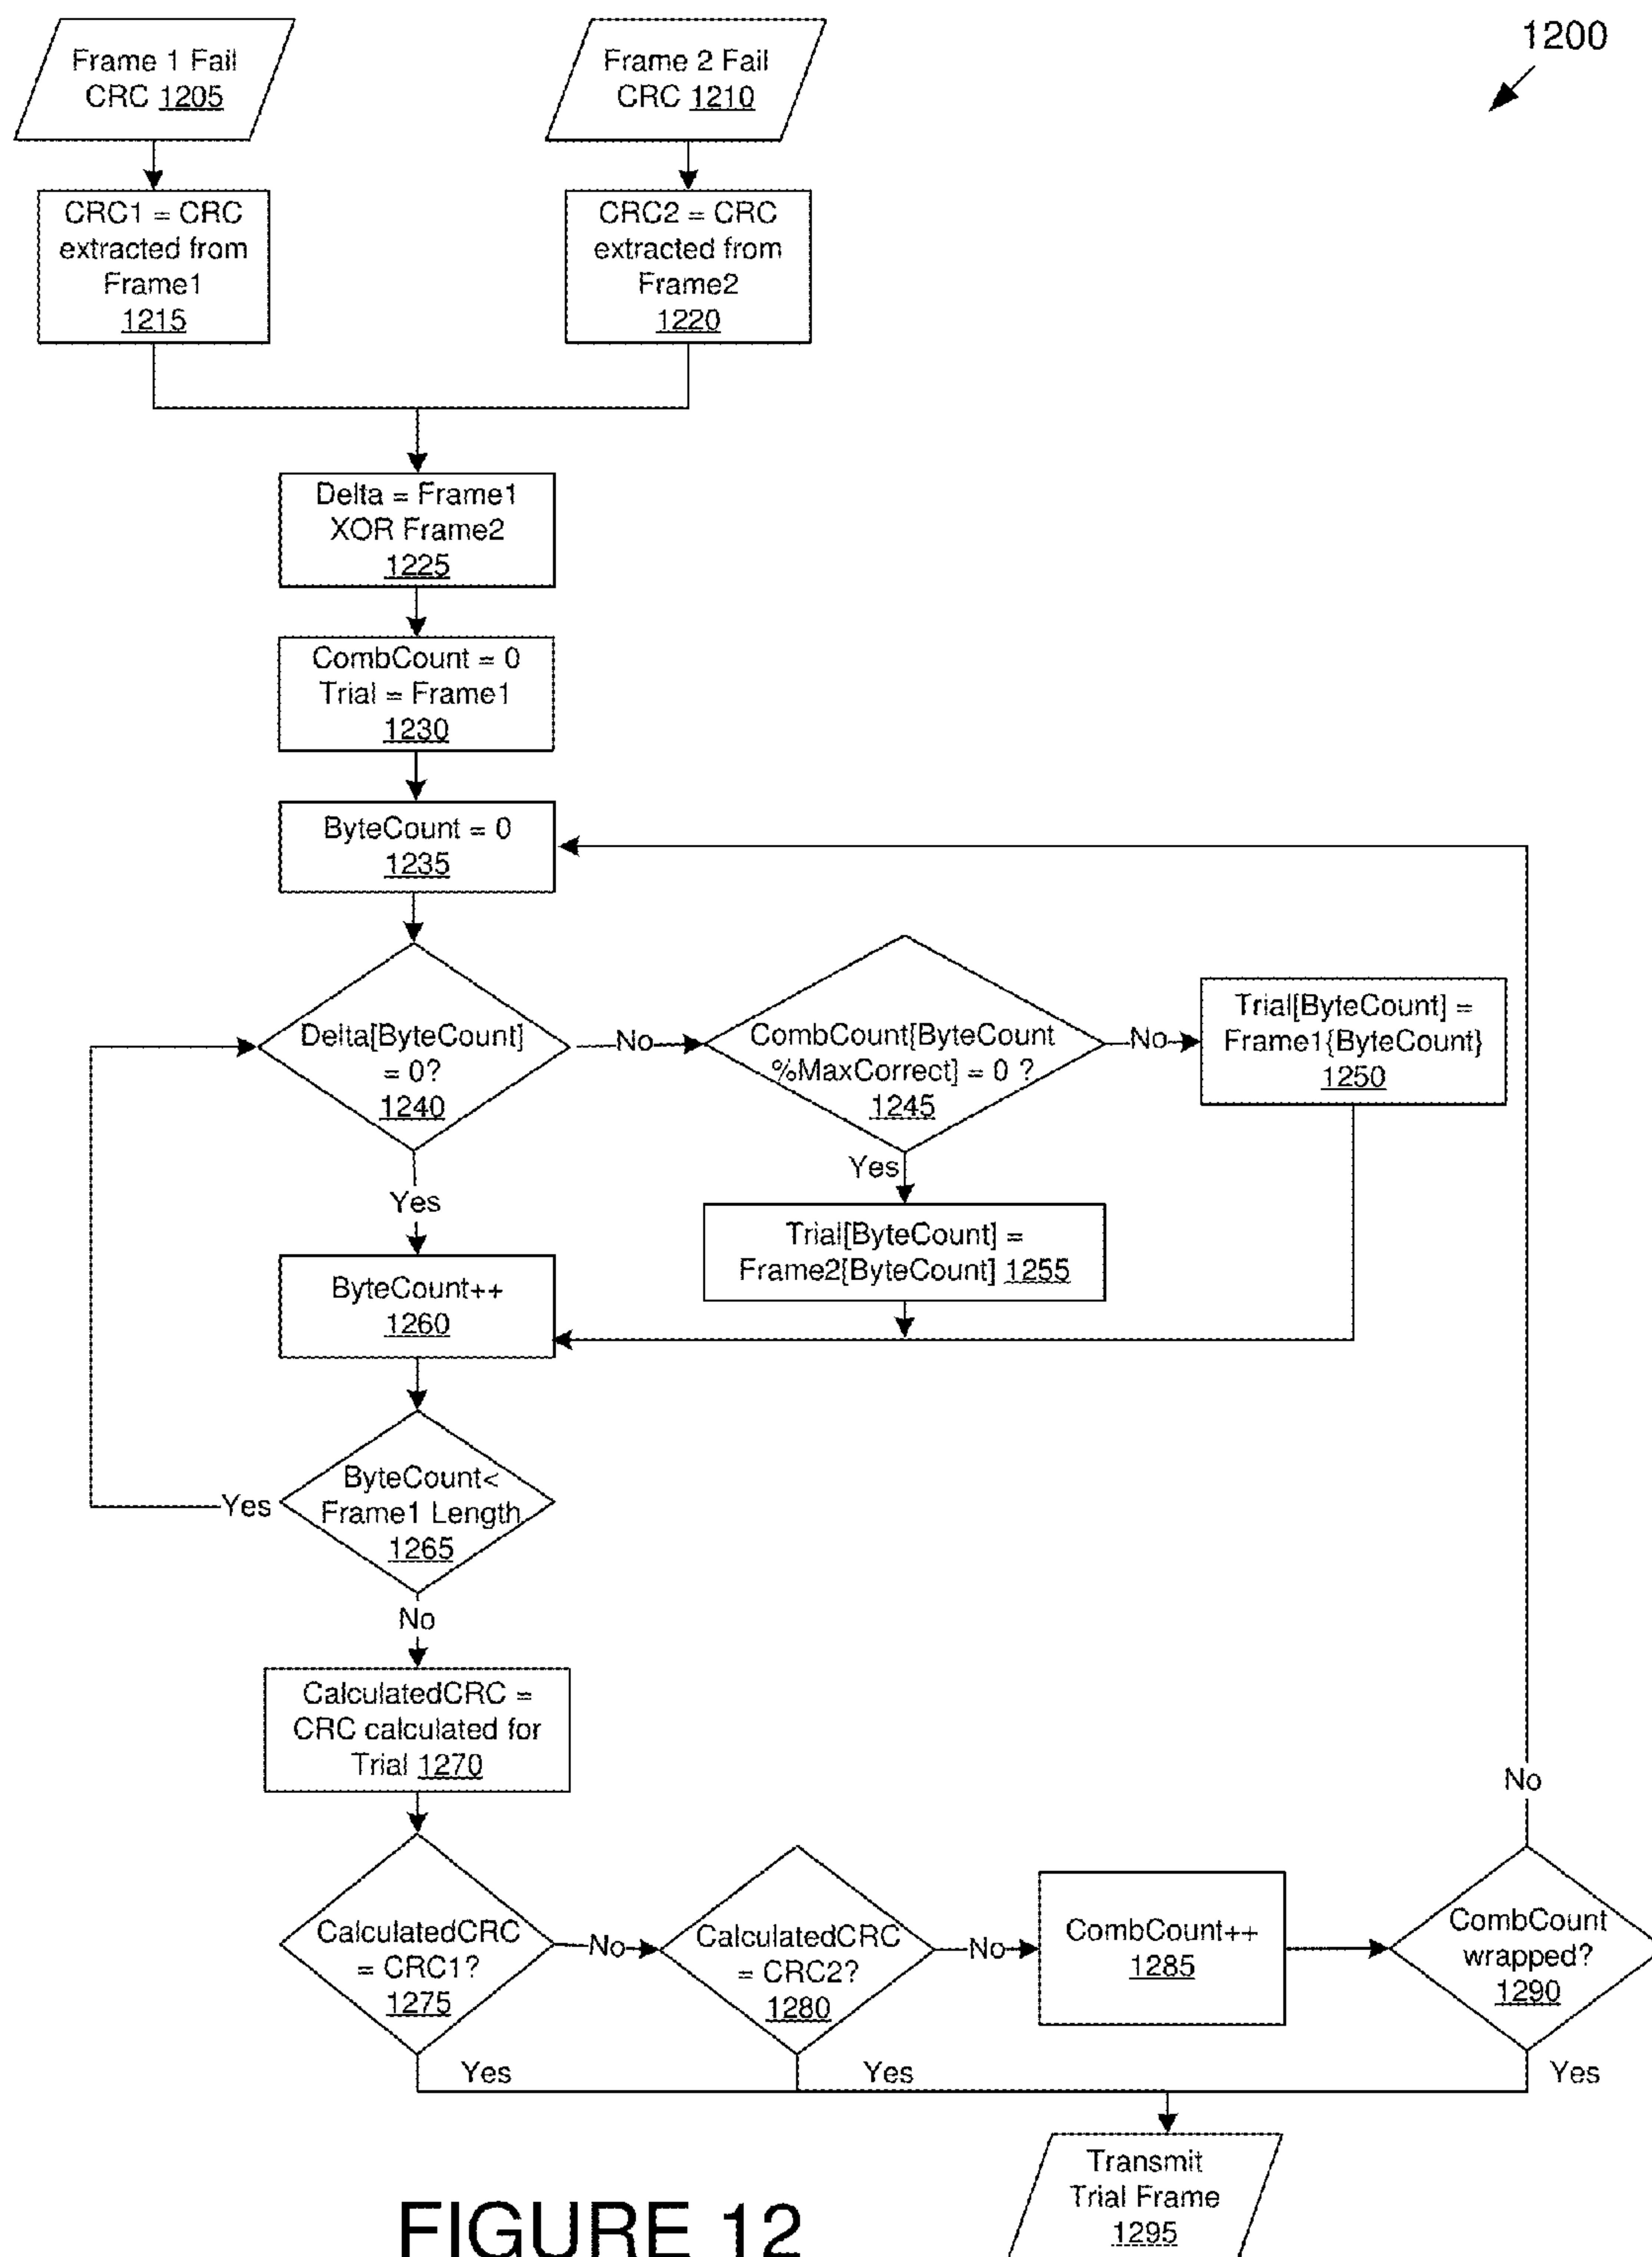 1200
Frame 1 Fail
CRC 1205
Frame 2 Fail
CRC 1210
CRC1 = CRC
extracted from
Frame1
1215
CRC2 = CRC
extracted from
Frame2
1220
Delta = Frame1
XOR Frame2
1225
CombCount = 0
Trial = Frame1
1230
ByteCount = 0
1235
Delta[ByteCount]
= 0?
1240
No
CombCount[ByteCount
%MaxCorrect] = 0 ?
1245
No
Trial[ByteCount] =
Frame1{ByteCount}
1250
Yes
Yes
Trial[ByteCount] =
Frame2[ByteCount] 1255
ByteCount++
1260
ByteCount<
Frame1 Length
1265
Yes
No
CalculatedCRC =
CRC calculated for
Trial 1270
CalculatedCRC
= CRC1?
1275
No
CalculatedCRC
= CRC2?
1280
No
CombCount++
1285
CombCount
wrapped?
1290
No
Yes
Yes
Yes
Transmit
Trial Frame
1295
FIGURE 12